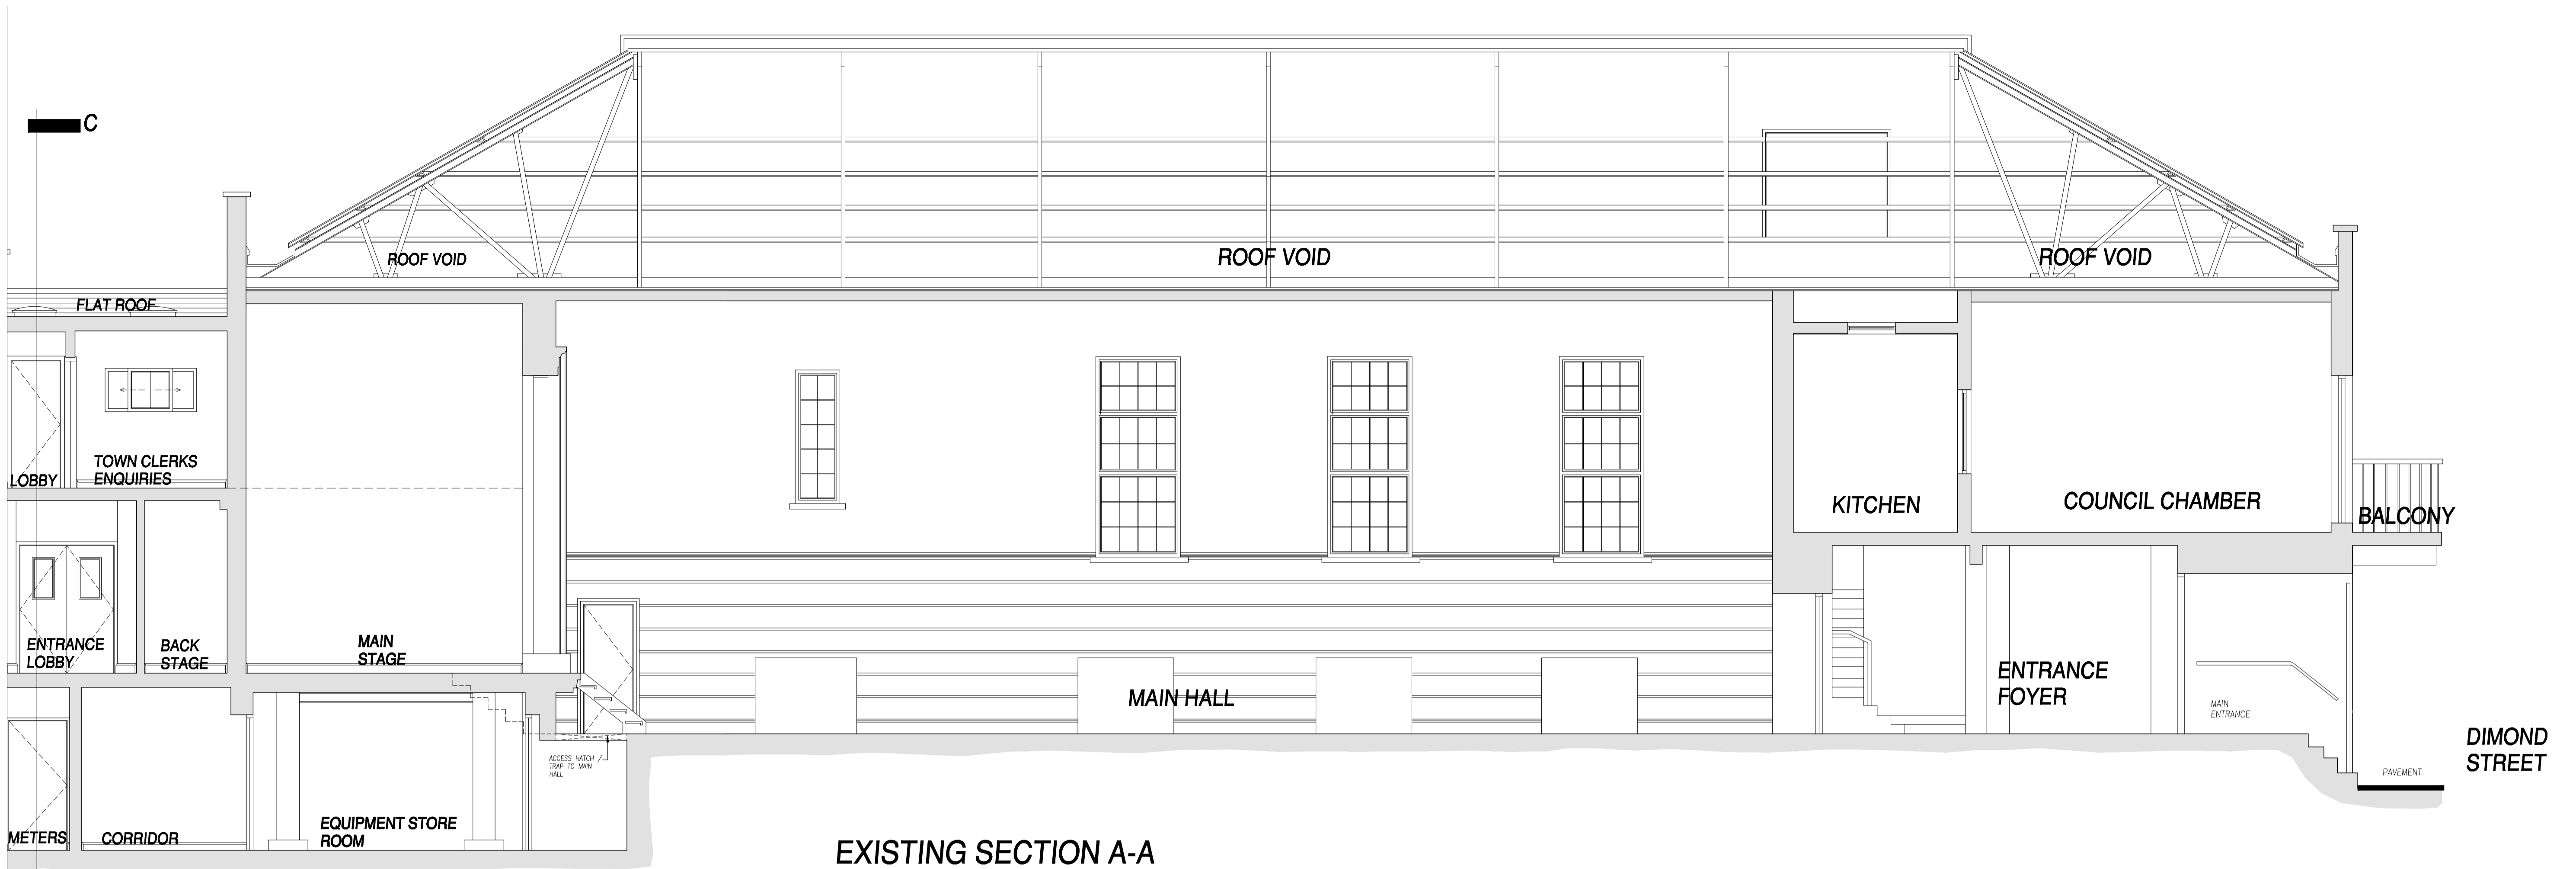 C
ROOF VOID
ROOF VOID
ROOF VOID
FLAT ROOF
LOBBY
TOWN CLERKS
ENQUIRIES
KITCHEN
COUNCIL CHAMBER
BALCONY
ENTRANCE
LOBBY
BACK
STAGE
MAIN
STAGE
MAIN HALL
ENTRANCE
FOYER
MAIN
ENTRANCE
DIMOND
STREET
PAVEMENT
ACCESS HATCH
TRAP TO MAIN
HALL
METERS
CORRIDOR
EQUIPMENT STORE
ROOM
EXISTING SECTION A-A